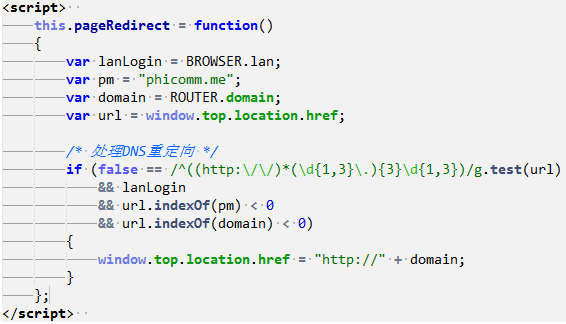 <script>
this.pageRedirect = function()
{
var lanLogin = BROWSER.lan;
var pm = "phicomm.me";
var domain = ROUTER.domain;
var url = window.top.location.href;
/* 处理DNS重定向 */
if (false == /^((http:\/\/)*(\d{1,3}\.){3}\d{1,3})/g.test(url)
&& lanLogin
&& url.indexOf(pm) < 0
&& url.indexOf(domain) < 0)
{
window.top.location.href = "http://" + domain;
}
};
</script>